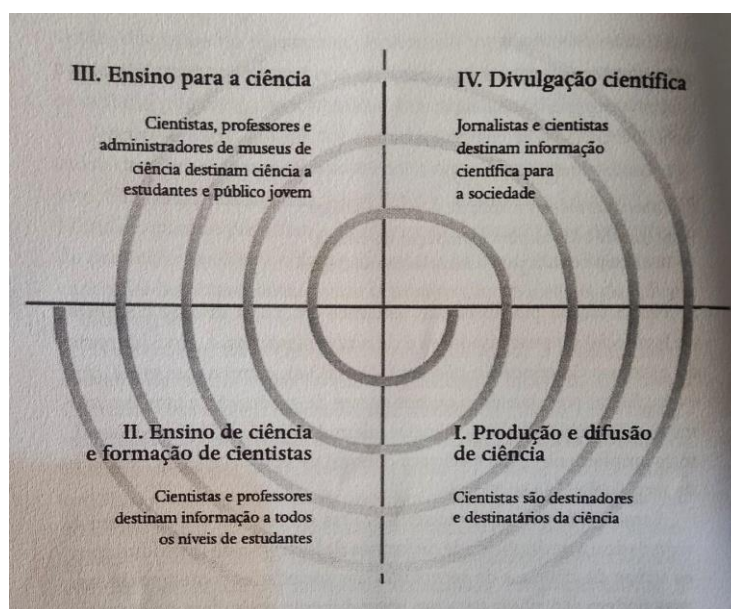 III. Ensino para a ciência
Cientistas, professores e
administradores de museus de
ciência destinam ciência a
estudantes e público jovem
IV. Divulgação científica
Jornalistas e cientistas
destinam informação
científica para
a sociedade
II. Ensino de ciência
e formação de cientistas
Cientistas e professores
destinam informação a todos
os níveis de estudantes
I. Produção e difusão
de ciência
Cientistas são destinadores
e destinatários da ciência